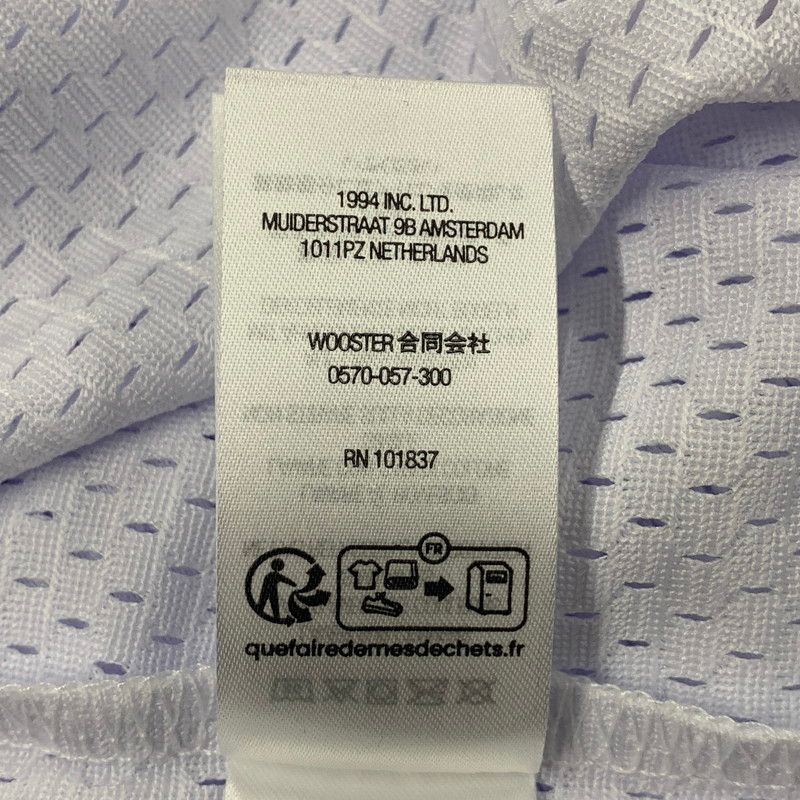 1994 INC. LTD.
MUIDERSTRAAT 9B AMSTERDAM
1011PZ NETHERLANDS
WOOSTER 合同会社
0570-057-300
RN 101837
FR
quefairedemesdechets.fr